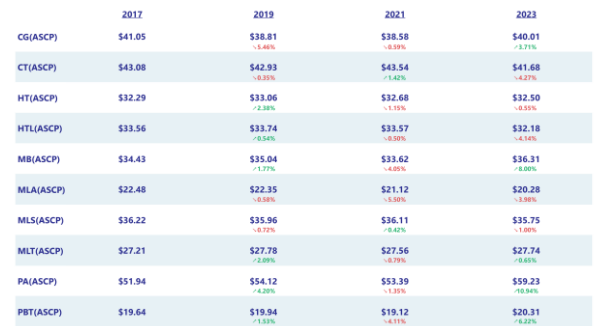 2017 2019 2021 2023
CG(ASCP) $41.05 $38.81 $38.58 $40.01
↘5.46% ↘0.59% ↗3.71%
CT(ASCP) $43.08 $42.93 $43.54 $41.68
↘0.35% ↗1.42% ↘4.27%
HT(ASCP) $32.29 $33.06 $32.68 $32.50
↗2.38% ↘1.15% ↘0.55%
HTL(ASCP) $33.56 $33.74 $33.57 $32.18
↗0.54% ↘0.50% ↘4.14%
MB(ASCP) $34.43 $35.04 $33.62 $36.31
↗1.77% ↘4.05% ↗8.00%
MLA(ASCP) $22.48 $22.35 $21.12 $20.28
↘0.58% ↘5.50% ↘3.98%
MLS(ASCP) $36.22 $35.96 $36.11 $35.75
↘0.72% ↗0.42% ↘1.00%
MLT(ASCP) $27.21 $27.78 $27.56 $27.74
↗2.09% ↘0.79% ↗0.65%
PA(ASCP) $51.94 $54.12 $53.39 $59.23
↗4.20% ↘1.35% ↗10.94%
PBT(ASCP) $19.64 $19.94 $19.12 $20.31
↗1.53% ↘4.11% ↗6.22%